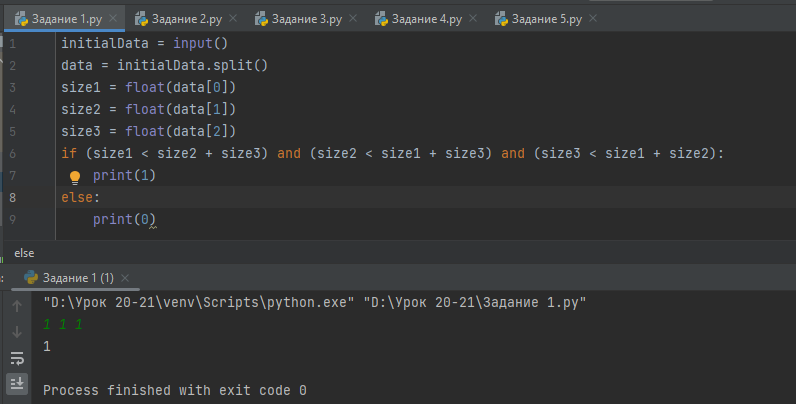 Задание 1.py Задание 2.py Задание 3.py Задание 4.py Задание 5.py
1 initialData = input()
2 data = initialData.split()
3 size1 = float(data[0])
4 size2 = float(data[1])
5 size3 = float(data[2])
6 if (size1 < size2 + size3) and (size2 < size1 + size3) and (size3 < size1 + size2):
7 print(1)
8 else:
9 print(0)
else
Задание 1 (1)
"D:\Урок 20-21\venv\Scripts\python.exe" "D:\Урок 20-21\Задание 1.py"
1 1 1
1
Process finished with exit code 0